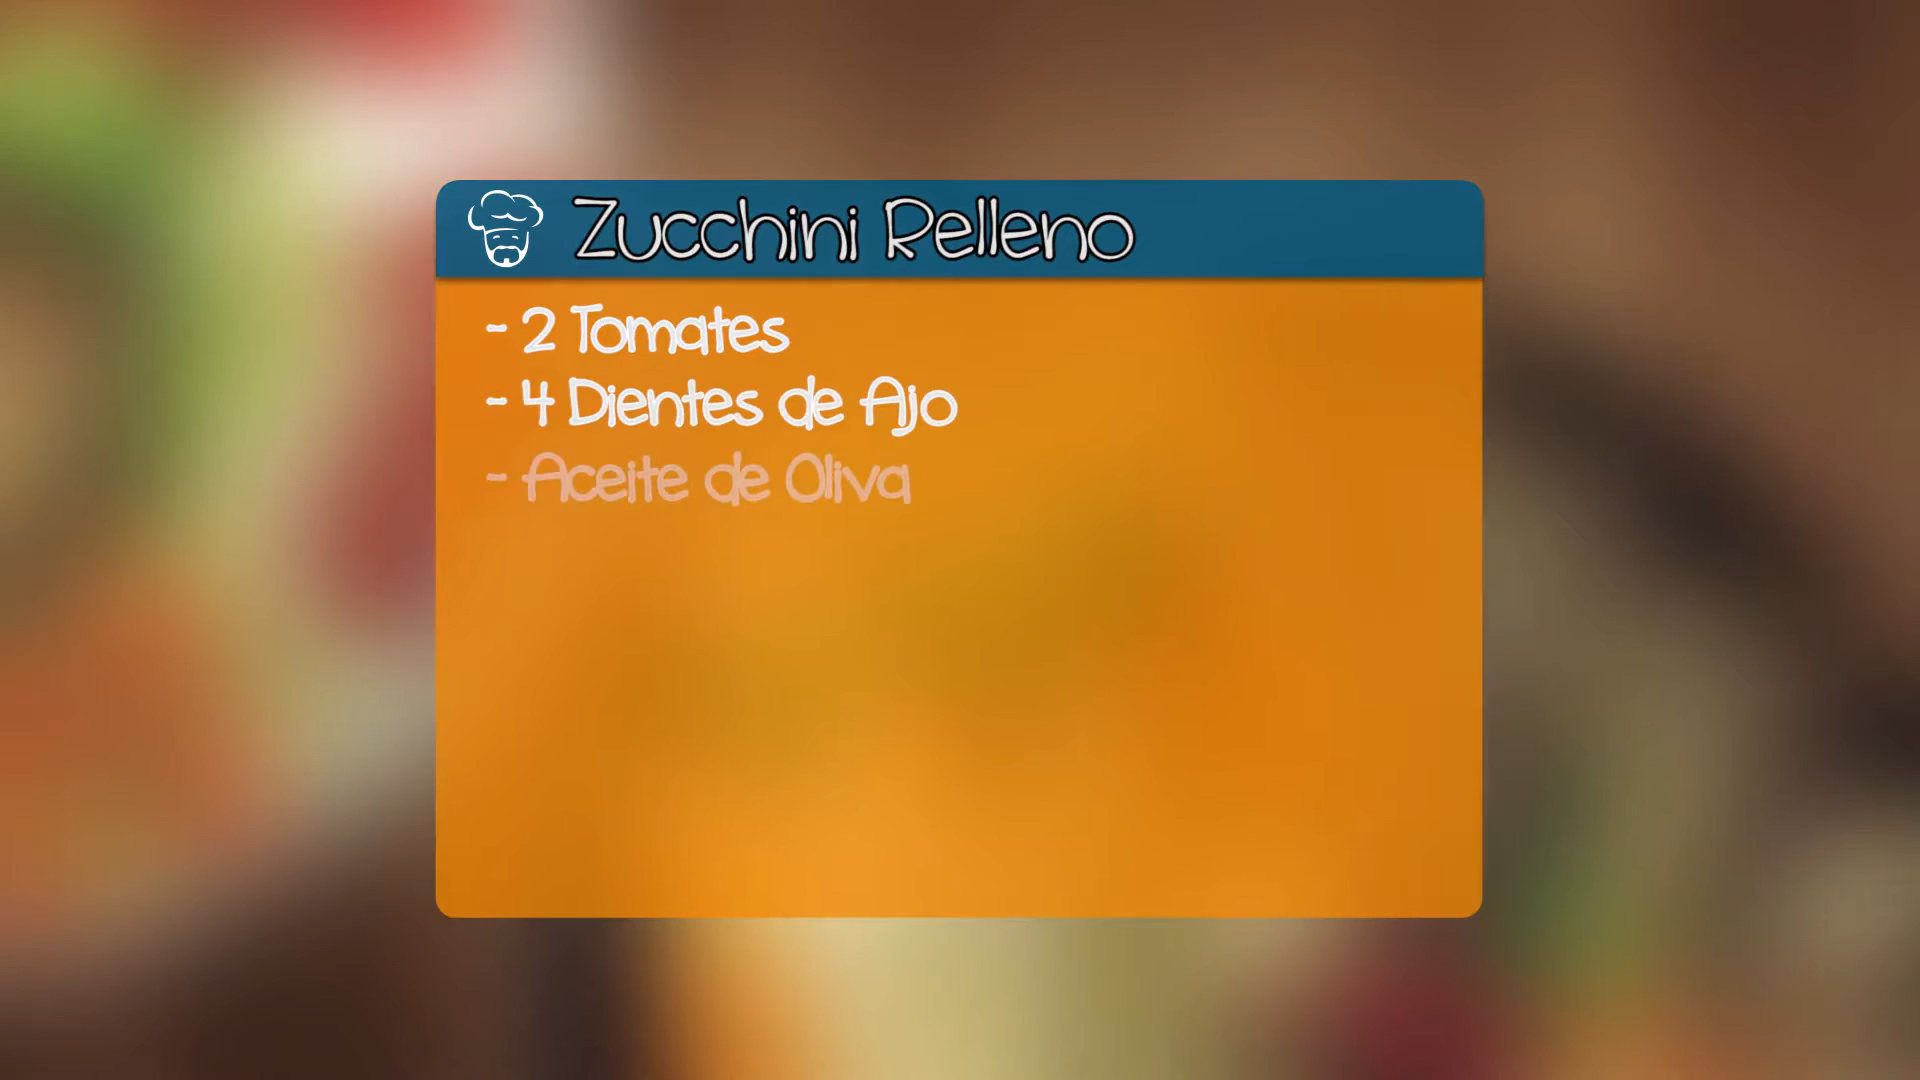 Zucchini Relleno
- 2 Tomates
- 4 Dientes de Ajo
- Aceite de Oliva